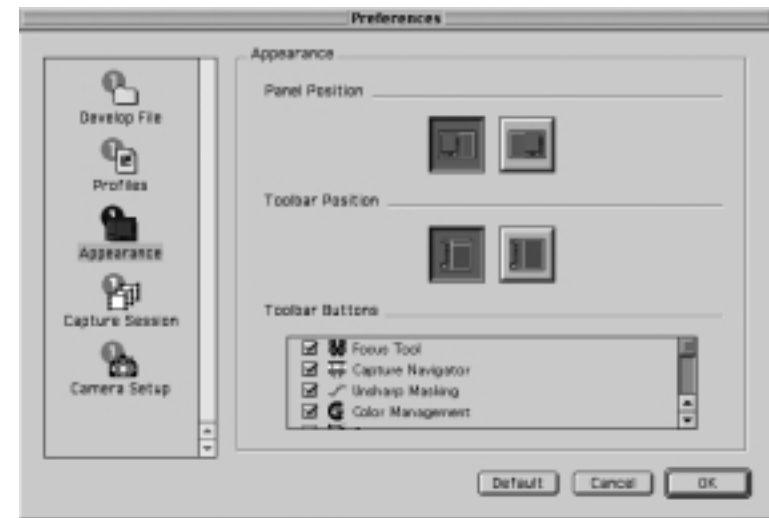 Preferences
Develop File
Profiles
Appearance
Capture Session
Camera Setup
Appearance
Panel Position
Toolbar Position
Toolbar Buttons
Focus Tool
Capture Navigator
Unsharp Masking
Color Management
Default
Cancel
OK